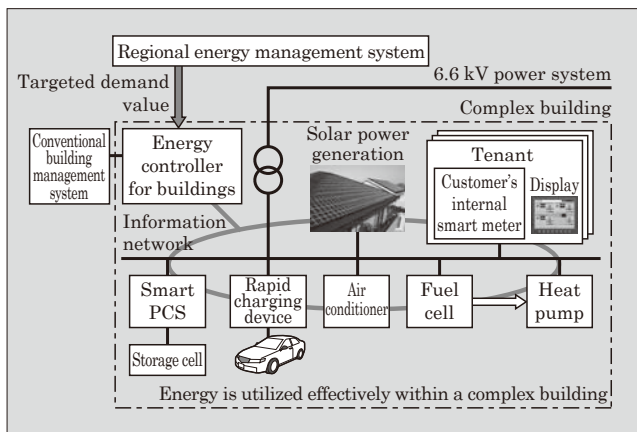 Regional energy management system
Targeted demand
value
6.6 kV power system
Complex building
Conventional
building
management
system
Energy
controller
for buildings
Solar power
generation
Tenant
Customer's
internal
smart meter
Display
Information
network
Smart
PCS
Rapid
charging
device
Air
conditioner
Fuel
cell
Heat
pump
Storage cell
Energy is utilized effectively within a complex building